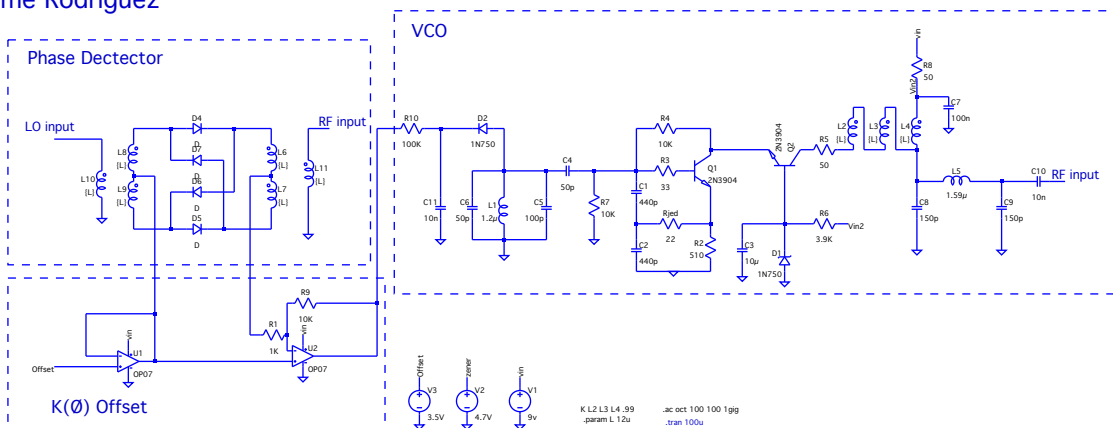 me Rodriguez
Phase Dectector
LO input
RF input
L10
{L}
L8
{L}
L9
{L}
D4
D
D7
D
D6
D
D5
D
L6
{L}
L7
{L}
L11
{L}
VCO
R10
100K
D2
1N750
C11
10n
C6
50p
L1
1.2µ
C5
100p
C4
50p
R7
10K
R4
10K
R3
33
C1
440p
Rjed
22
C2
440p
R2
510
Q1
2N3904
2N3904
Q2
C3
10µ
D1
1N750
R5
50
R6
3.9K
Vin2
L2
{L}
L3
{L}
L4
{L}
vin
R8
50
Vin2
C7
100n
L5
1.59µ
C8
150p
C9
150p
C10
10n
RF input
R9
10K
R1
1K
vin
U1
OP07
Offset
vin
U2
OP07
K(Ø) Offset
Offset
V3
3.5V
zener
V2
4.7V
vin
V1
9v
K L2 L3 L4 .99
.param L 12u
.ac oct 100 100 1gig
.tran 100u